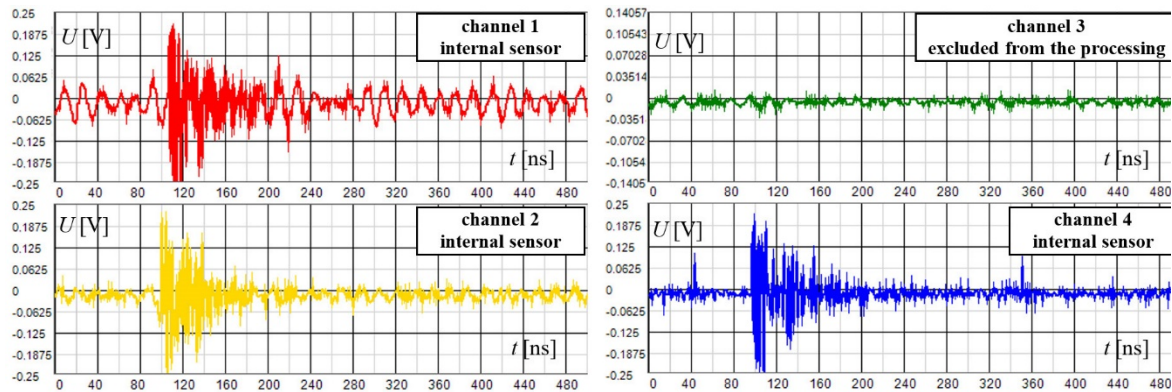 0.25
0.1875
0.125
0.0625
0
-0.0625
-0.125
-0.1875
-0.25
U [V]
channel 1
internal sensor
t [ns]
0 40 80 120 160 200 240 280 320 360 400 440 480
0.14057
0.10543
0.07028
0.03514
0
-0.0361
-0.0702
-0.1054
-0.1406
U [V]
channel 3
excluded from the processing
t [ns]
0 40 80 120 160 200 240 280 320 360 400 440 480
0.25
0.1875
0.125
0.0625
0
-0.0625
-0.125
-0.1875
-0.25
U [V]
channel 2
internal sensor
t [ns]
0 40 80 120 160 200 240 280 320 360 400 440 480
0.25
0.1875
0.125
0.0625
0
-0.0625
-0.125
-0.1875
-0.25
U [V]
channel 4
internal sensor
t [ns]
0 40 80 120 160 200 240 280 320 360 400 440 480